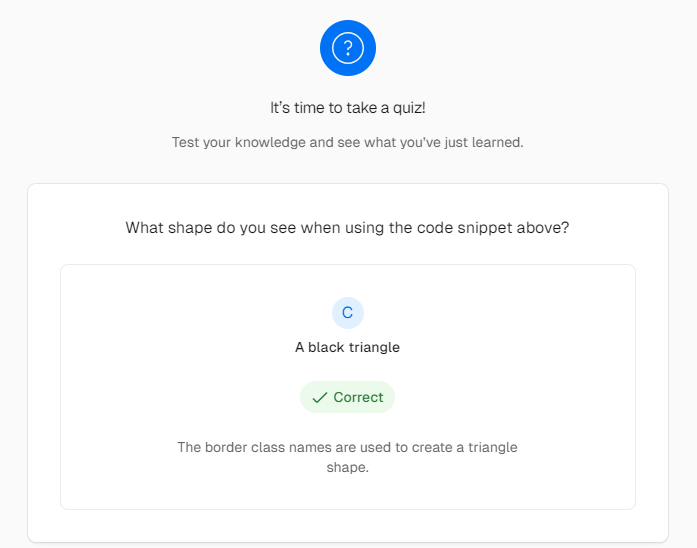 ?
It's time to take a quiz!
Test your knowledge and see what you've just learned.
What shape do you see when using the code snippet above?
C
A black triangle
Correct
The border class names are used to create a triangle
shape.